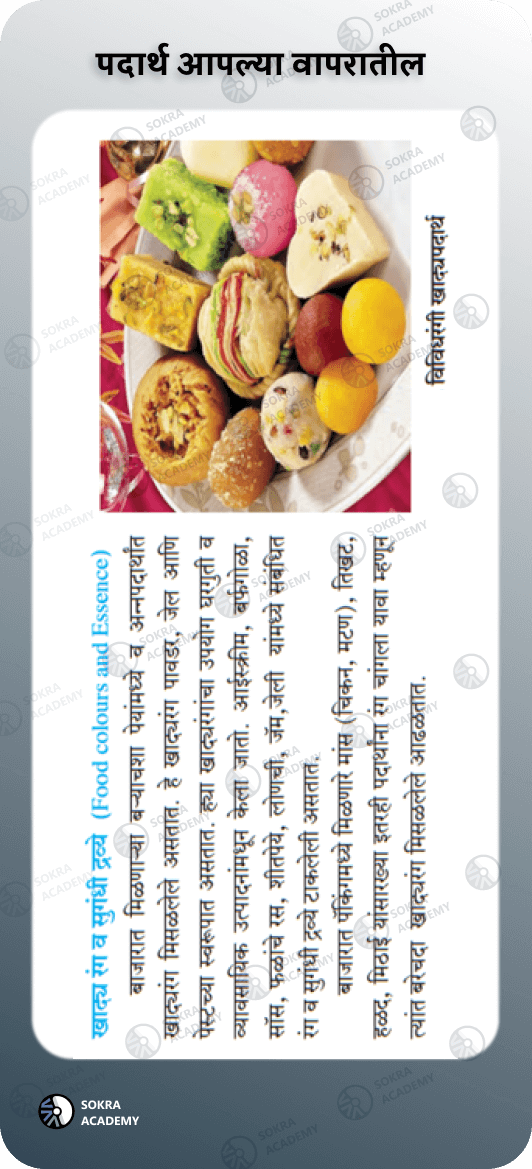 पदार्थ आपल्या वापरातील
खाद्य रंग व सुगंधी द्रव्ये (Food colours and Essence)
बाजारात मिळणाऱ्या बऱ्याचशा पेयांमध्ये व अन्नपदार्थांत
खाद्यरंग मिसळलेले असतात. हे खाद्यरंग पावडर, जेल आणि
पेस्टच्या स्वरूपात असतात. ह्या खाद्यरंगांचा उपयोग घरगुती व
व्यावसायिक उत्पादनांमधून केला जातो. आईस्क्रीम, बर्फगोळा,
सॉस, फळांचे रस, शीतपेये, लोणची, जॅम,जेली यांमध्ये संबंधित
रंग व सुगंधी द्रव्ये टाकलेली असतात.
बाजारात पॅकिंगमध्ये मिळणारे मांस (चिकन, मटण), तिखट,
हळद, मिठाई यांसारख्या इतरही पदार्थांना रंग चांगला यावा म्हणून
त्यांत बरेचदा खाद्यरंग मिसळलेले आढळतात.
विविधरंगी खाद्यपदार्थ
SOKRA
ACADEMY